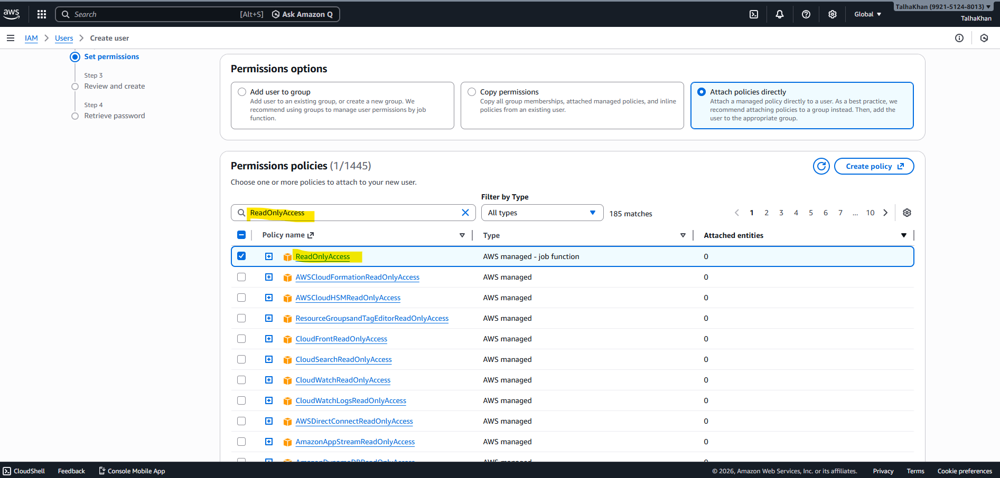 aws
Search [Alt+S] Ask Amazon Q
Global
TalhaKhan (9921-5124-8013)
TalhaKhan
IAM > Users > Create user
Set permissions
Step 3
Review and create
Step 4
Retrieve password
Permissions options
Add user to group
Add user to an existing group, or create a new group. We
recommend using groups to manage user permissions by job
function.
Copy permissions
Copy all group memberships, attached managed policies, and inline
policies from an existing user.
Attach policies directly
Attach a managed policy directly to a user. As a best practice, we
recommend attaching policies to a group instead. Then, add the
user to the appropriate group.
Permissions policies (1/1445)
Create policy
Choose one or more policies to attach to your new user.
Filter by Type
ReadOnlyAccess
All types
185 matches
1 2 3 4 5 6 7 ... 10
Policy name Type Attached entities
ReadOnlyAccess AWS managed - job function 0
AWSCloudFormationReadOnlyAccess AWS managed 0
AWSCloudHSMReadOnlyAccess AWS managed 0
ResourceGroupsandTagEditorReadOnlyAccess AWS managed 0
CloudFrontReadOnlyAccess AWS managed 0
CloudSearchReadOnlyAccess AWS managed 0
CloudWatchReadOnlyAccess AWS managed 0
CloudWatchLogsReadOnlyAccess AWS managed 0
AWSDirectConnectReadOnlyAccess AWS managed 0
AmazonAppStreamReadOnlyAccess AWS managed 0
CloudShell Feedback Console Mobile App
© 2026, Amazon Web Services, Inc. or its affiliates. Privacy Terms Cookie preferences